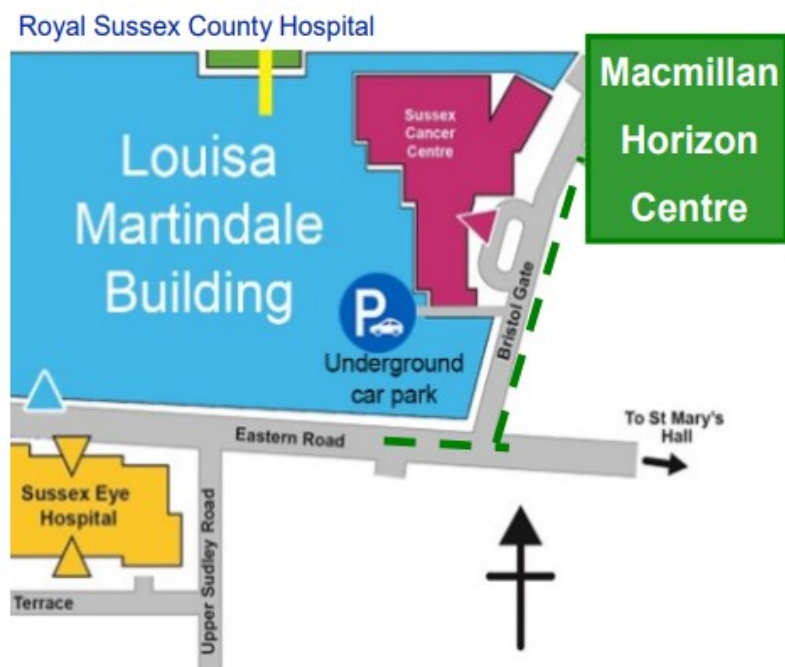 Royal Sussex County Hospital
Macmillan
Horizon
Centre
Sussex
Cancer
Centre
Louisa
Martindale
Building
P
Underground
car park
Bristol Gate
To St Mary's
Hall
Eastern Road
Sussex Eye
Hospital
Upper Sudley Road
Terrace